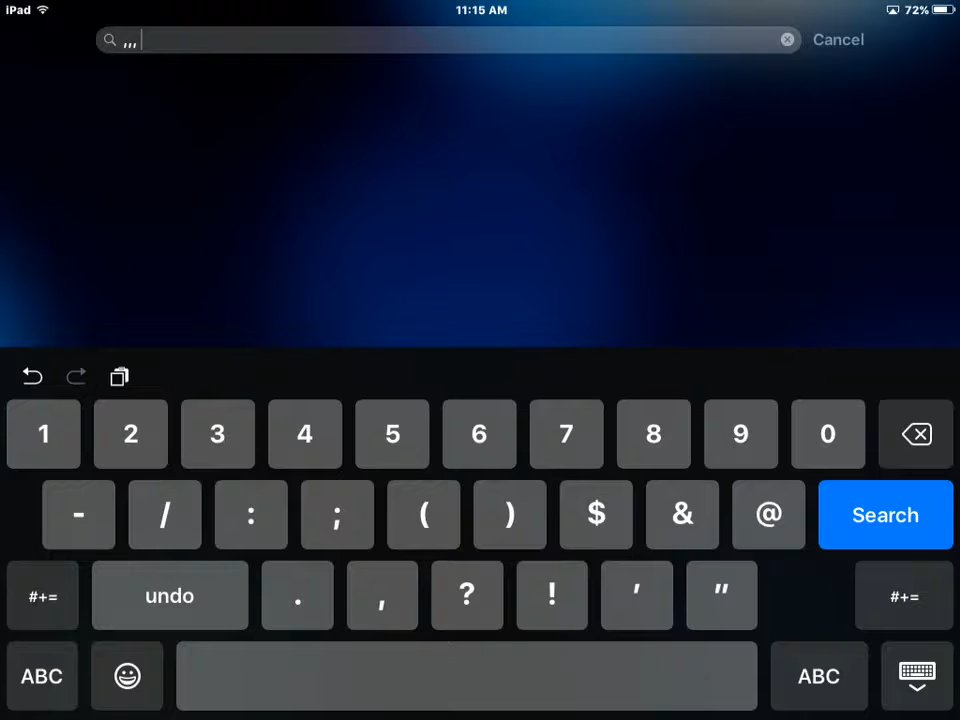 iPad 11:15 AM 72%
,,, Cancel
1 2 3 4 5 6 7 8 9 0
- / : ; ( ) $ & @ Search
#+= undo . , ? ! ' " #+=
ABC ABC